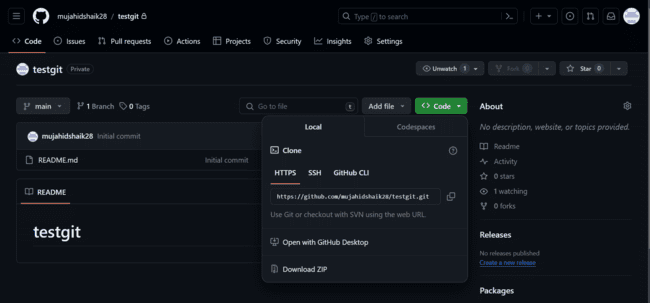 mujahidshaik28 / testgit
Type / to search
Code Issues Pull requests Actions Projects Security Insights Settings
testgit Private
Unwatch 1
Fork 0
Star 0
main 1 Branch 0 Tags
Go to file t
Add file
Code
About
mujahidshaik28 Initial commit
README.md Initial commit
README
testgit
Local Codespaces
Clone
HTTPS SSH GitHub CLI
https://github.com/mujahidshaik28/testgit.git
Use Git or checkout with SVN using the web URL.
Open with GitHub Desktop
Download ZIP
No description, website, or topics provided.
Readme
Activity
0 stars
1 watching
0 forks
Releases
No releases published
Create a new release
Packages